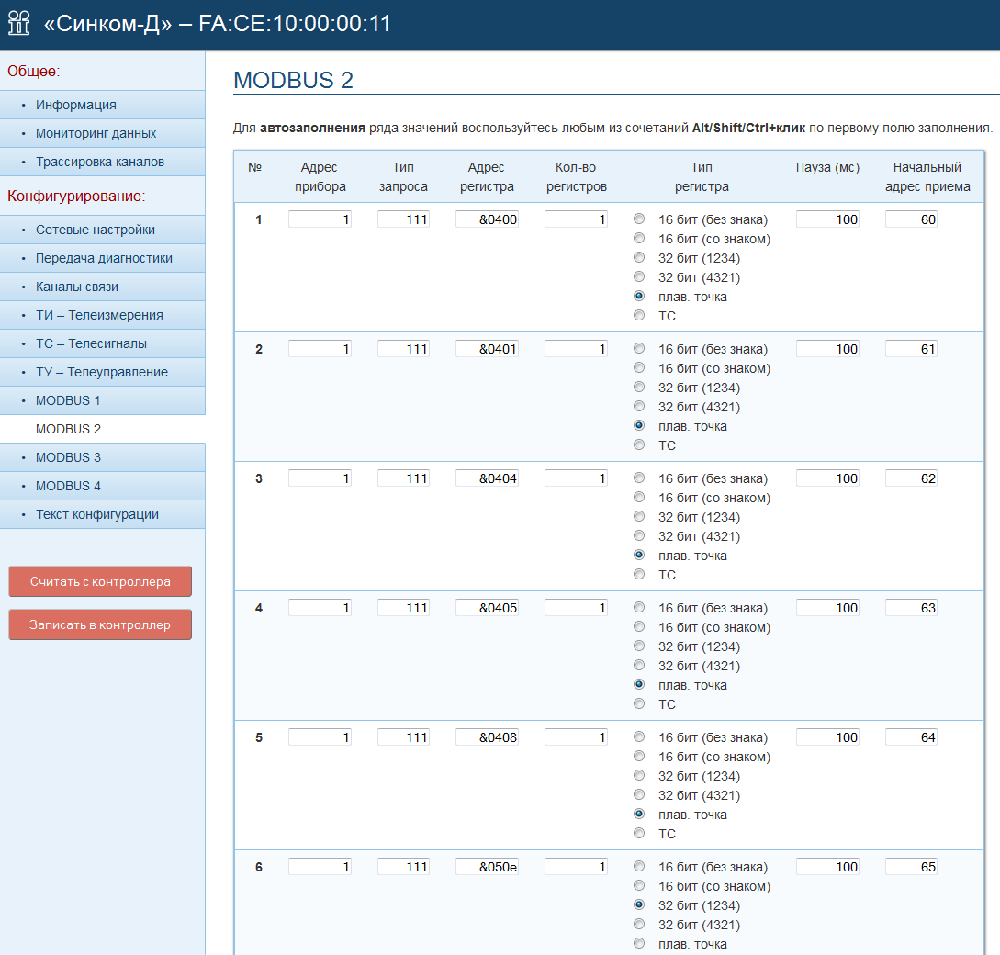 «Синком-Д» – FA:CE:10:00:00:11
Общее:
• Информация
• Мониторинг данных
• Трассировка каналов
Конфигурирование:
• Сетевые настройки
• Передача диагностики
• Каналы связи
• ТИ – Телеизмерения
• ТС – Телесигналы
• ТУ – Телеуправление
• MODBUS 1
MODBUS 2
• MODBUS 3
• MODBUS 4
• Текст конфигурации
Считать с контроллера
Записать в контроллер
MODBUS 2
Для автозаполнения ряда значений воспользуйтесь любым из сочетаний Alt/Shift/Ctrl+клик по первому полю заполнения.
№ Адрес Тип Адрес Кол-во Тип Пауза (мс) Начальный
прибора запроса регистра регистров регистра адрес приема
1 1 111 &0400 1 16 бит (без знака) 100 60
16 бит (со знаком)
32 бит (1234)
32 бит (4321)
плав. точка
ТС
2 1 111 &0401 1 16 бит (без знака) 100 61
16 бит (со знаком)
32 бит (1234)
32 бит (4321)
плав. точка
ТС
3 1 111 &0404 1 16 бит (без знака) 100 62
16 бит (со знаком)
32 бит (1234)
32 бит (4321)
плав. точка
ТС
4 1 111 &0405 1 16 бит (без знака) 100 63
16 бит (со знаком)
32 бит (1234)
32 бит (4321)
плав. точка
ТС
5 1 111 &0408 1 16 бит (без знака) 100 64
16 бит (со знаком)
32 бит (1234)
32 бит (4321)
плав. точка
ТС
6 1 111 &050e 1 16 бит (без знака) 100 65
16 бит (со знаком)
32 бит (1234)
32 бит (4321)
плав. точка